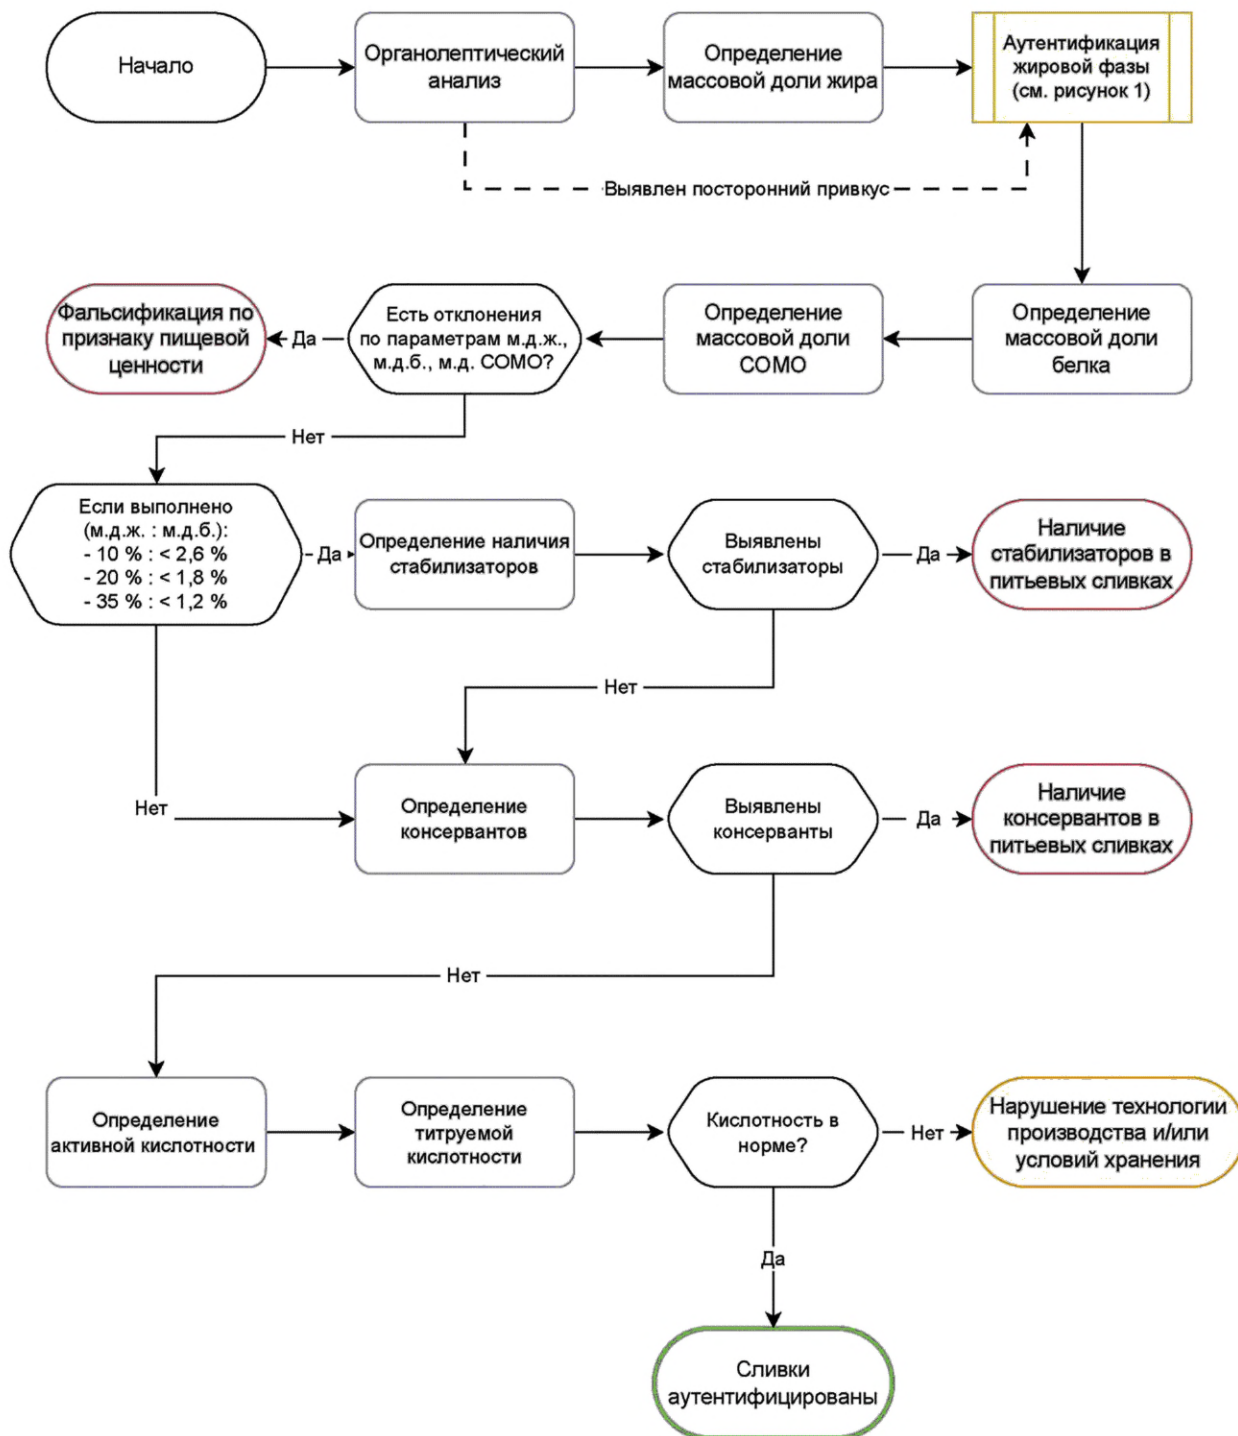 Начало
Органолептический
анализ
Определение
массовой доли жира
Аутентификация
жировой фазы
(см. рисунок 1)
Выявлен посторонний привкус
Фальсификация по
признаку пищевой
ценности
Да
Есть отклонения
по параметрам м.д.ж.,
м.д.б., м.д. СОМО?
Определение
массовой доли
СОМО
Определение
массовой доли
белка
Нет
Если выполнено
(м.д.ж. : м.д.б.):
- 10 % : < 2,6 %
- 20 % : < 1,8 %
- 35 % : < 1,2 %
Да
Определение наличия
стабилизаторов
Выявлены
стабилизаторы
Да
Наличие
стабилизаторов в
питьевых сливках
Нет
Нет
Определение
консервантов
Выявлены
консерванты
Да
Наличие
консервантов в
питьевых сливках
Нет
Определение
активной кислотности
Определение
титруемой
кислотности
Кислотность в
норме?
Нет
Нарушение технологии
производства и/или
условий хранения
Да
Сливки
аутентифицированы